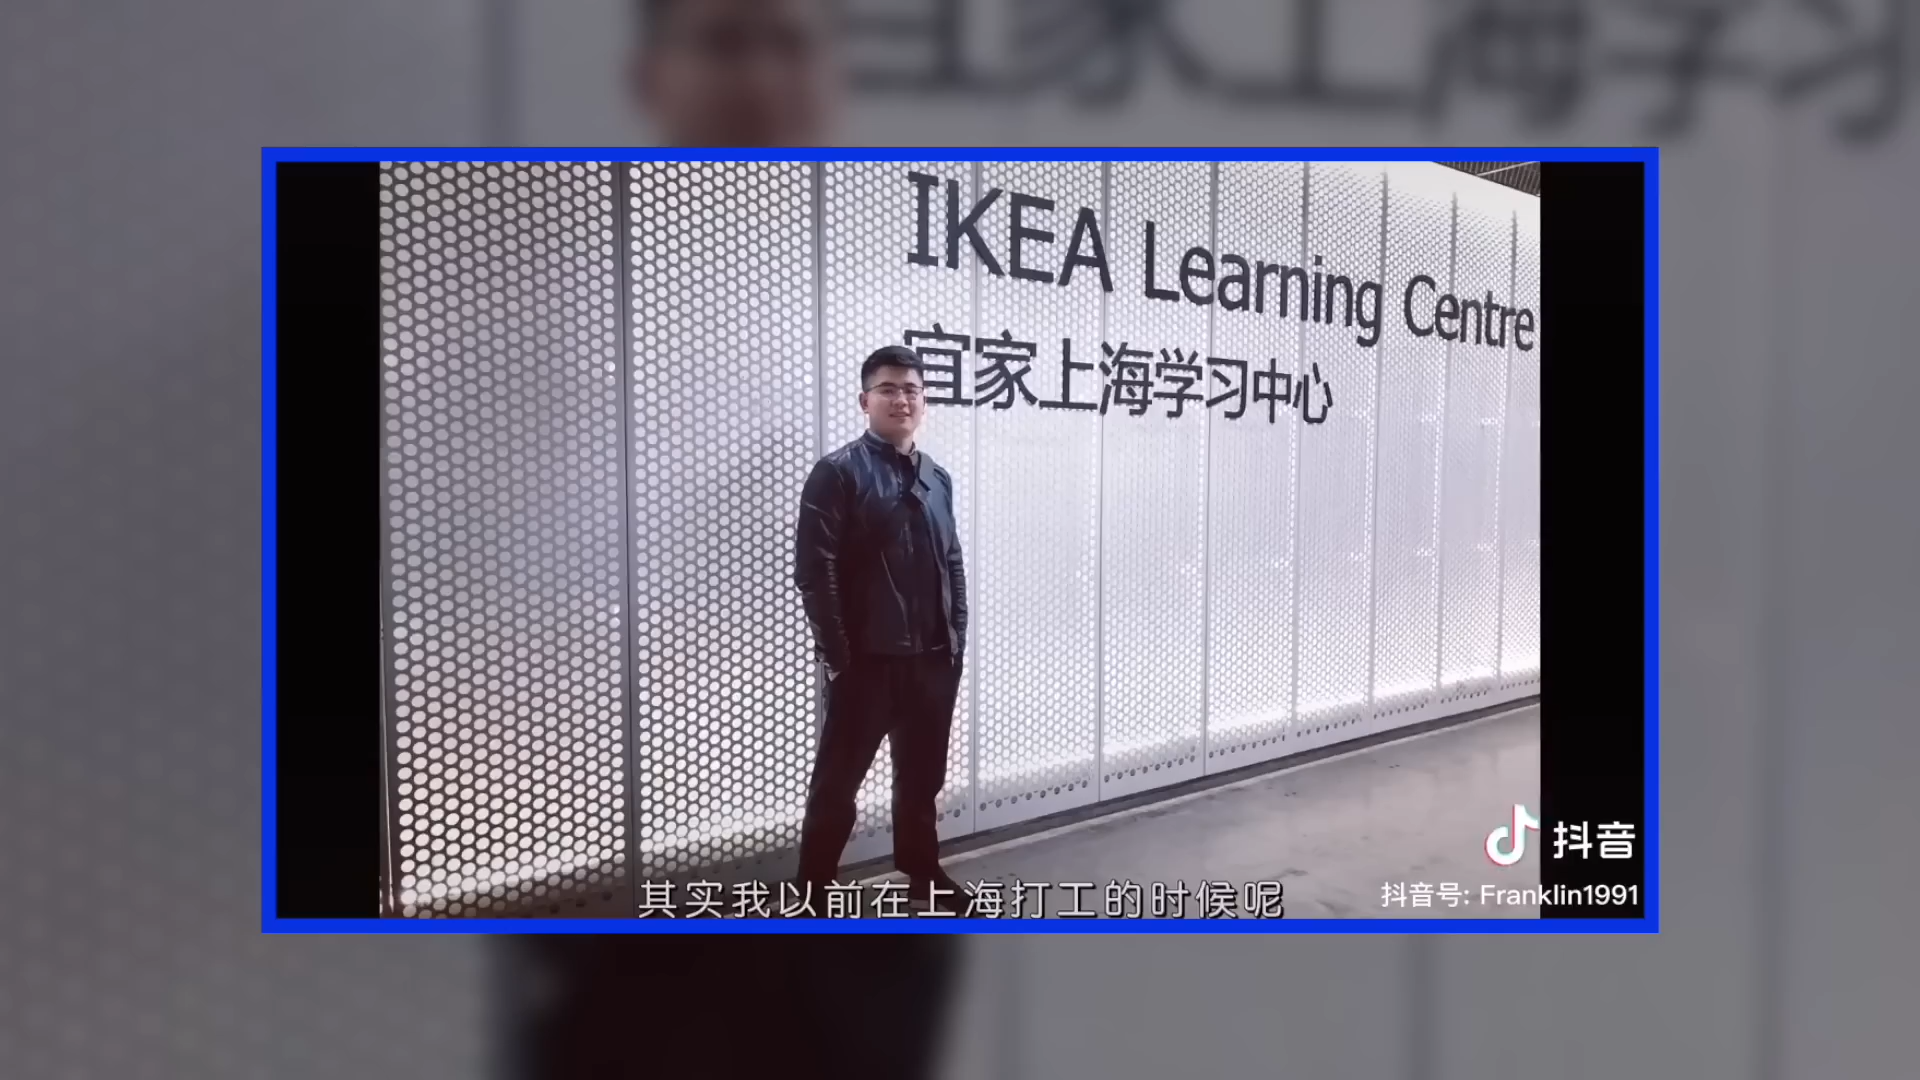 IKEA Learning Centre
宜家上海学习中心
抖音
抖音号: Franklin1991
其实我以前在上海打工的时候呢